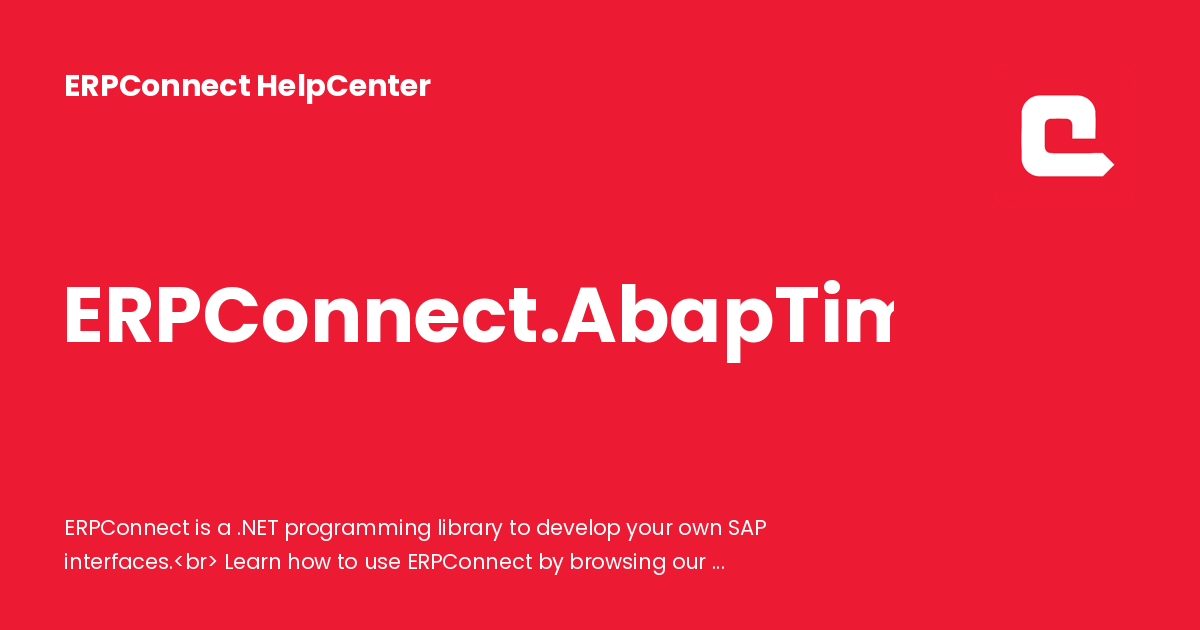 ERPConnect HelpCenter
ERPConnect.AbapTim
ERPConnect is a .NET programming library to develop your own SAP
interfaces.<br> Learn how to use ERPConnect by browsing our ...